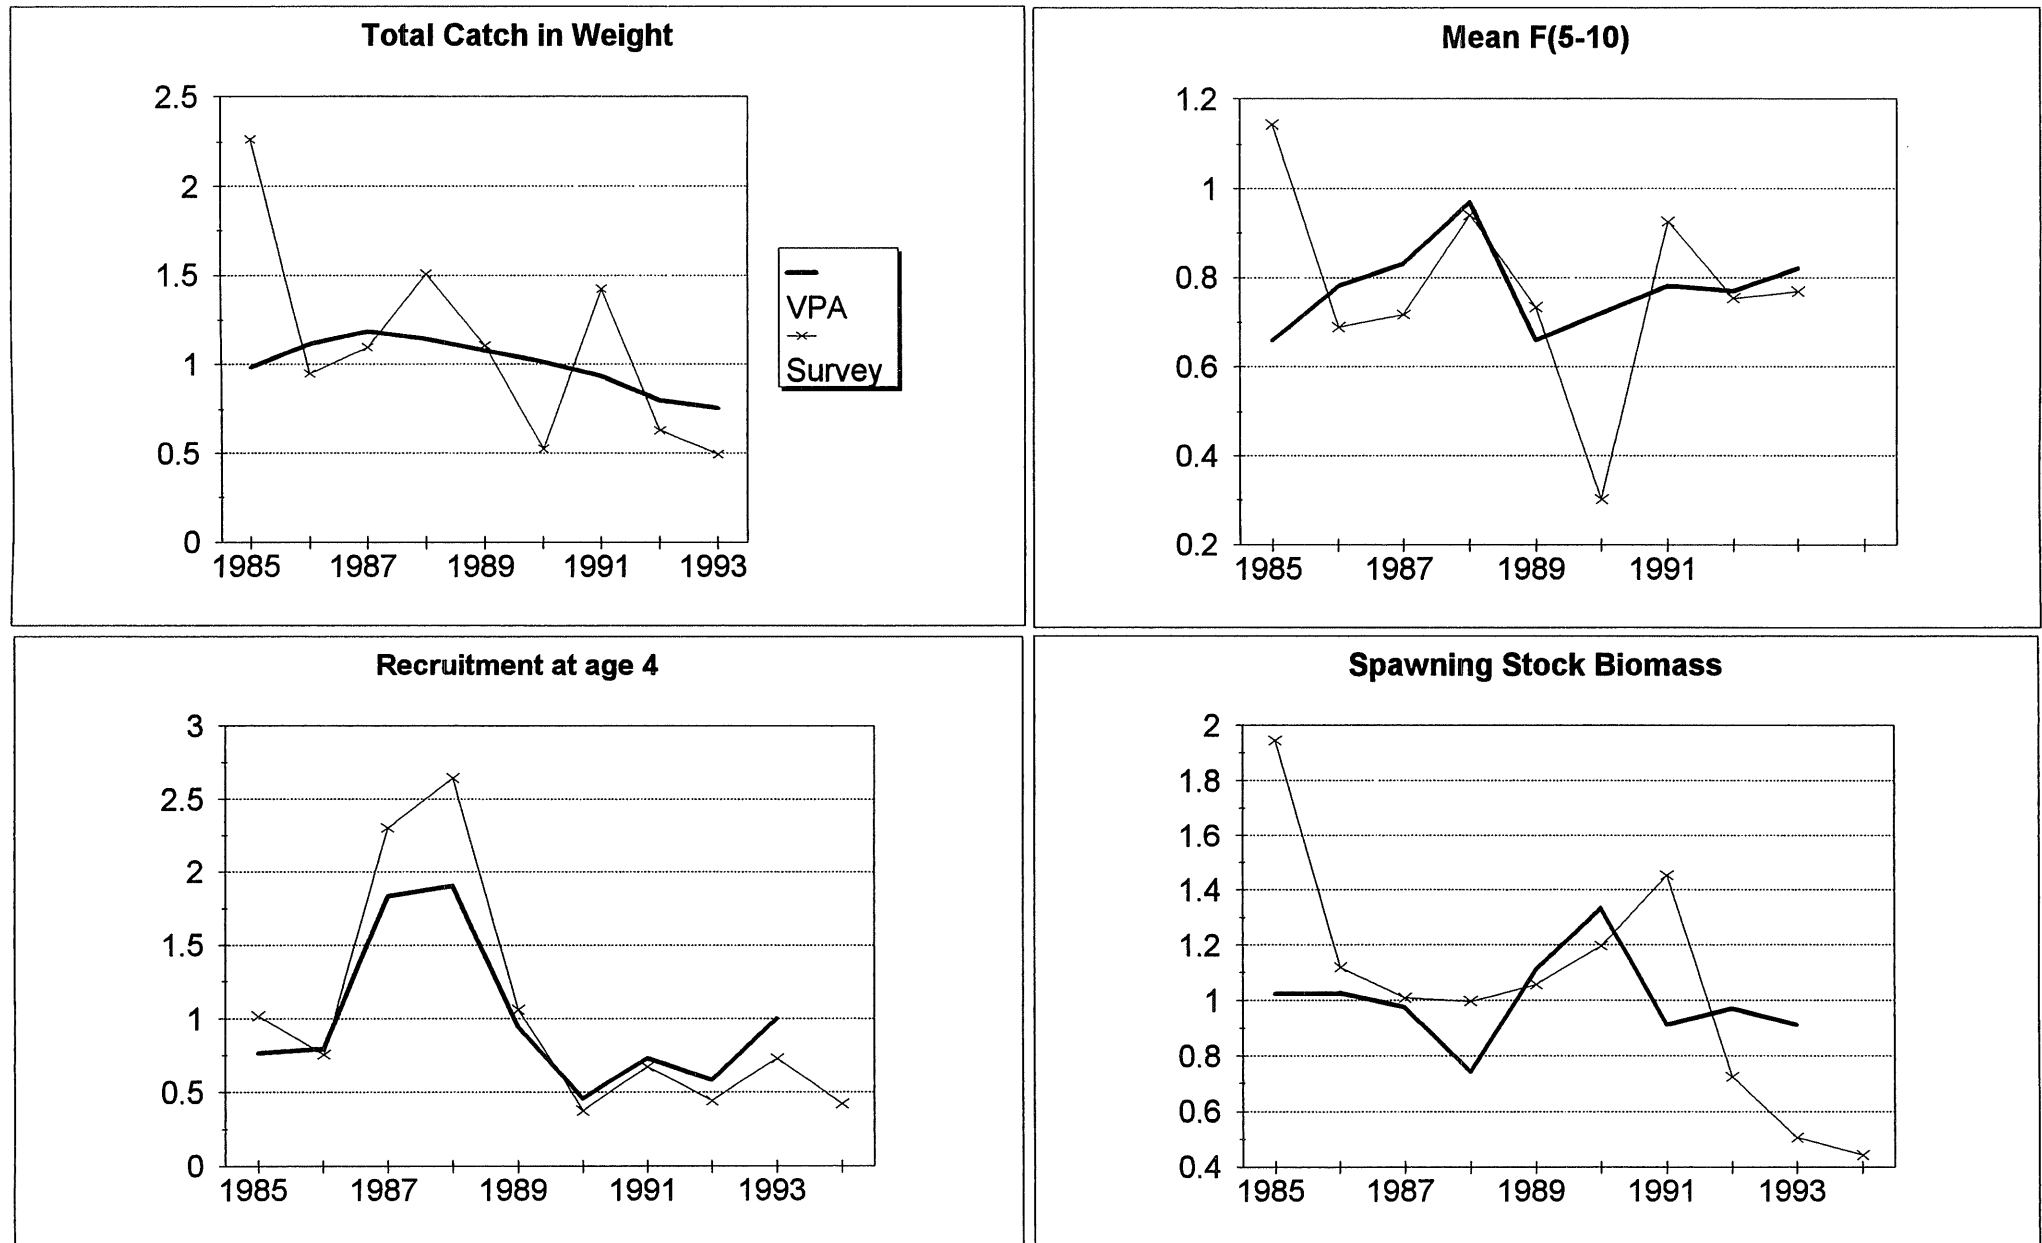 Total Catch in Weight
2.5
2
1.5
1
0.5
0
1985 1987 1989 1991 1993
VPA
Survey
Mean F(5-10)
1.2
1
0.8
0.6
0.4
0.2
1985 1987 1989 1991
Recruitment at age 4
3
2.5
2
1.5
1
0.5
0
1985 1987 1989 1991 1993
Spawning Stock Biomass
2
1.8
1.6
1.4
1.2
1
0.8
0.6
0.4
1985 1987 1989 1991 1993